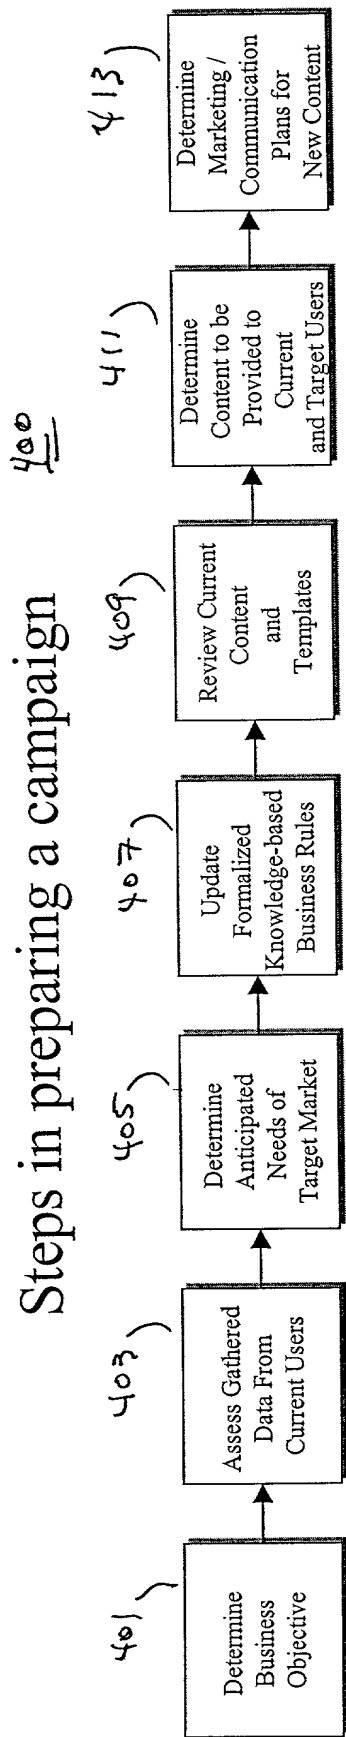 Steps in preparing a campaign
400
401
Determine
Business
Objective
403
Assess Gathered
Data From
Current Users
405
Determine
Anticipated
Needs of
Target Market
407
Update
Formalized
Knowledge-based
Business Rules
409
Review Current
Content
and
Templates
411
Determine
Content to be
Provided to
Current
and Target Users
413
Determine
Marketing /
Communication
Plans for
New Content